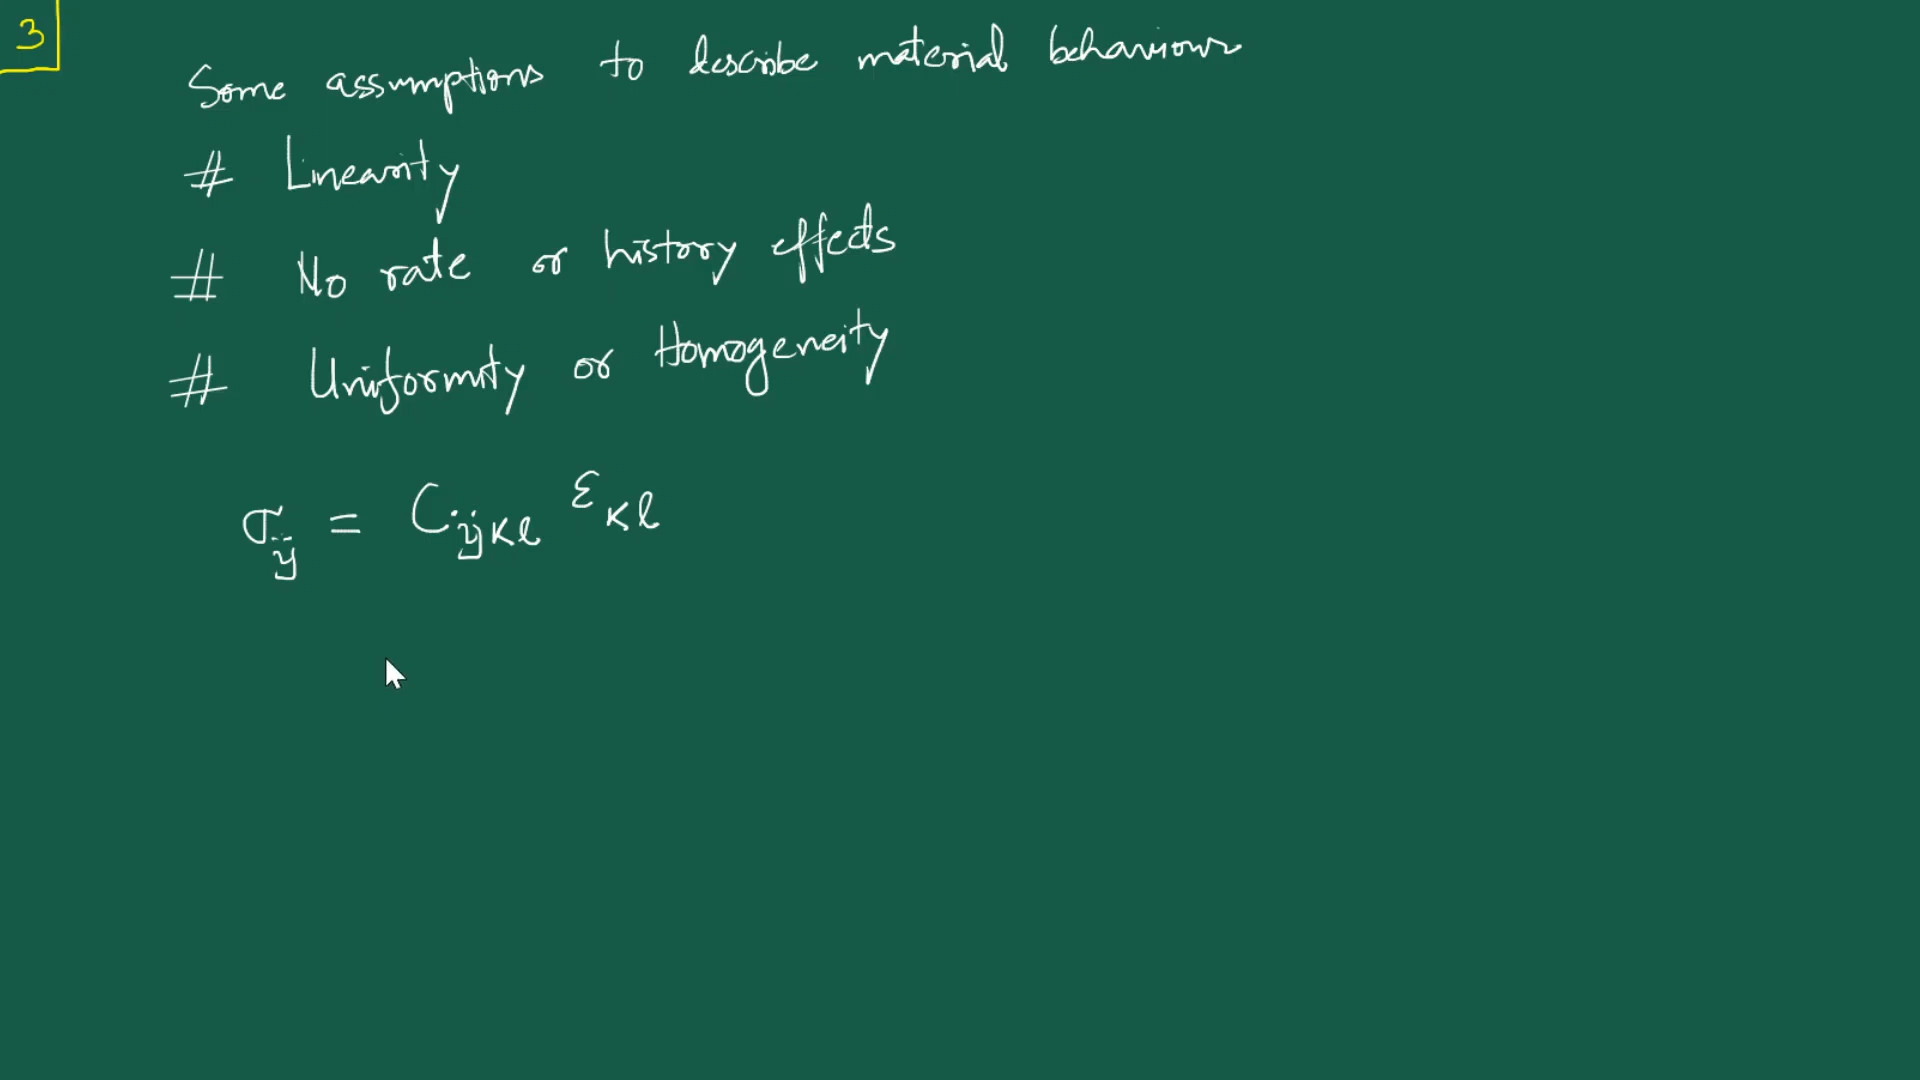 3
Some assumptions to describe material behaviour
# Linearity
# No rate or history effects
# Uniformity or Homogeneity
σij = Cijkl εkl